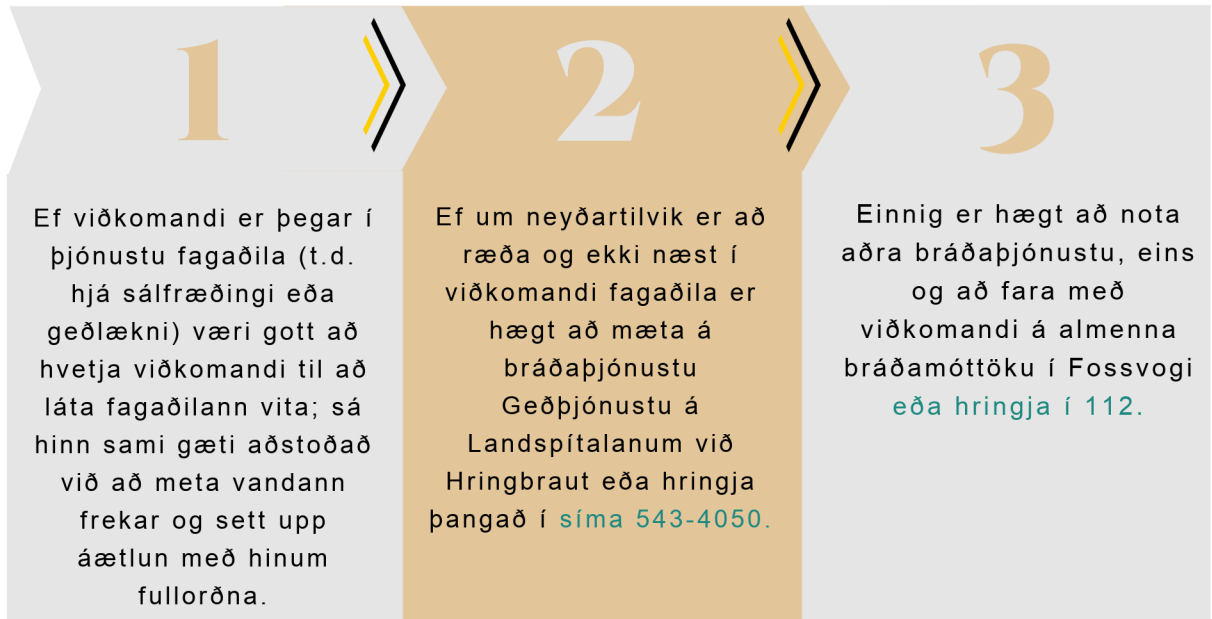 1
Ef viðkomandi er þegar í
þjónustu fagaðila (t.d.
hjá sálfræðingi eða
geðlækni) væri gott að
hvetja viðkomandi til að
láta fagaðilann vita; sá
hinn sami gæti aðstoðað
við að meta vandann
frekar og sett upp
áætlun með hinum
fullorðna.
2
Ef um neyðartilvik er að
ræða og ekki næst í
viðkomandi fagaðila er
hægt að mæta á
bráðaþjónustu
Geðþjónustu á
Landspítalanum við
Hringbraut eða hringja
þangað í síma 543-4050.
3
Einnig er hægt að nota
aðra bráðaþjónustu, eins
og að fara með
viðkomandi á almenna
bráðamóttöku í Fossvogi
eða hringja í 112.